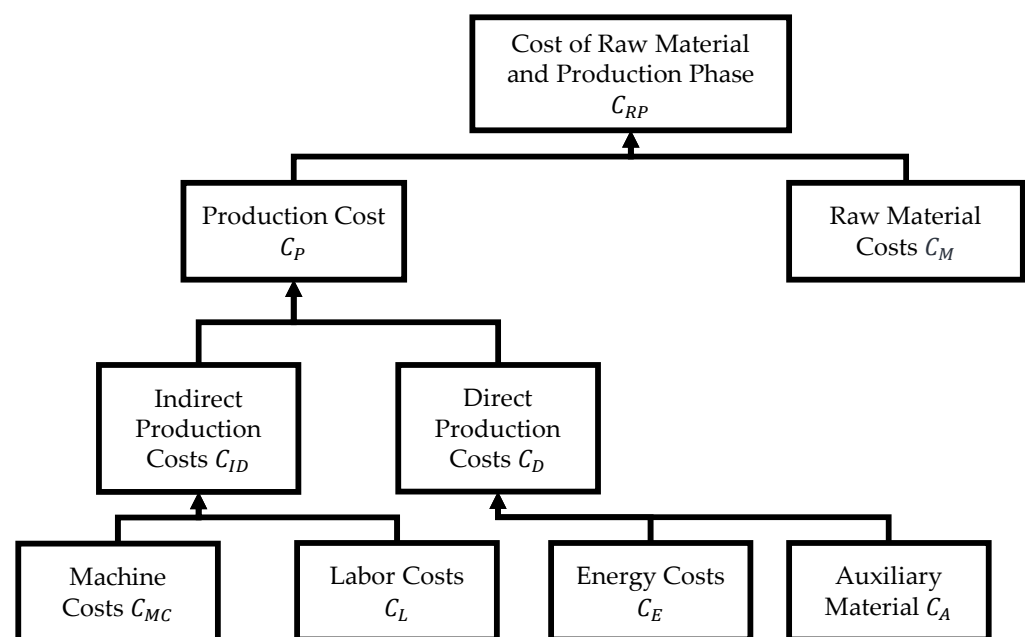 Cost of Raw Material
and Production Phase
C_RP
Production Cost
C_P
Raw Material
Costs C_M
Indirect
Production
Costs C_ID
Direct
Production
Costs C_D
Machine
Costs C_MC
Labor Costs
C_L
Energy Costs
C_E
Auxiliary
Material C_A